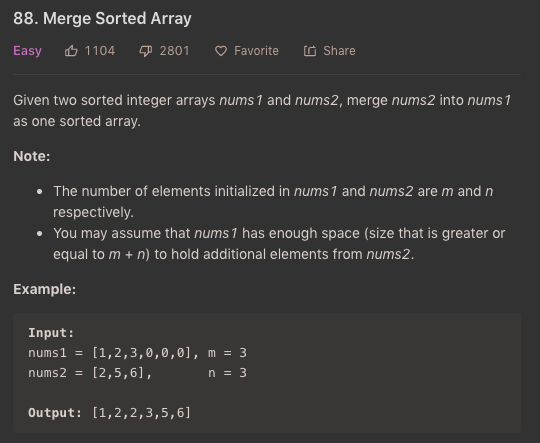 88. Merge Sorted Array
Easy 1104 2801 Favorite Share
Given two sorted integer arrays nums1 and nums2, merge nums2 into nums1
as one sorted array.
Note:
• The number of elements initialized in nums1 and nums2 are m and n
respectively.
• You may assume that nums1 has enough space (size that is greater or
equal to m + n) to hold additional elements from nums2.
Example:
Input:
nums1 = [1,2,3,0,0,0], m = 3
nums2 = [2,5,6],       n = 3
Output: [1,2,2,3,5,6]